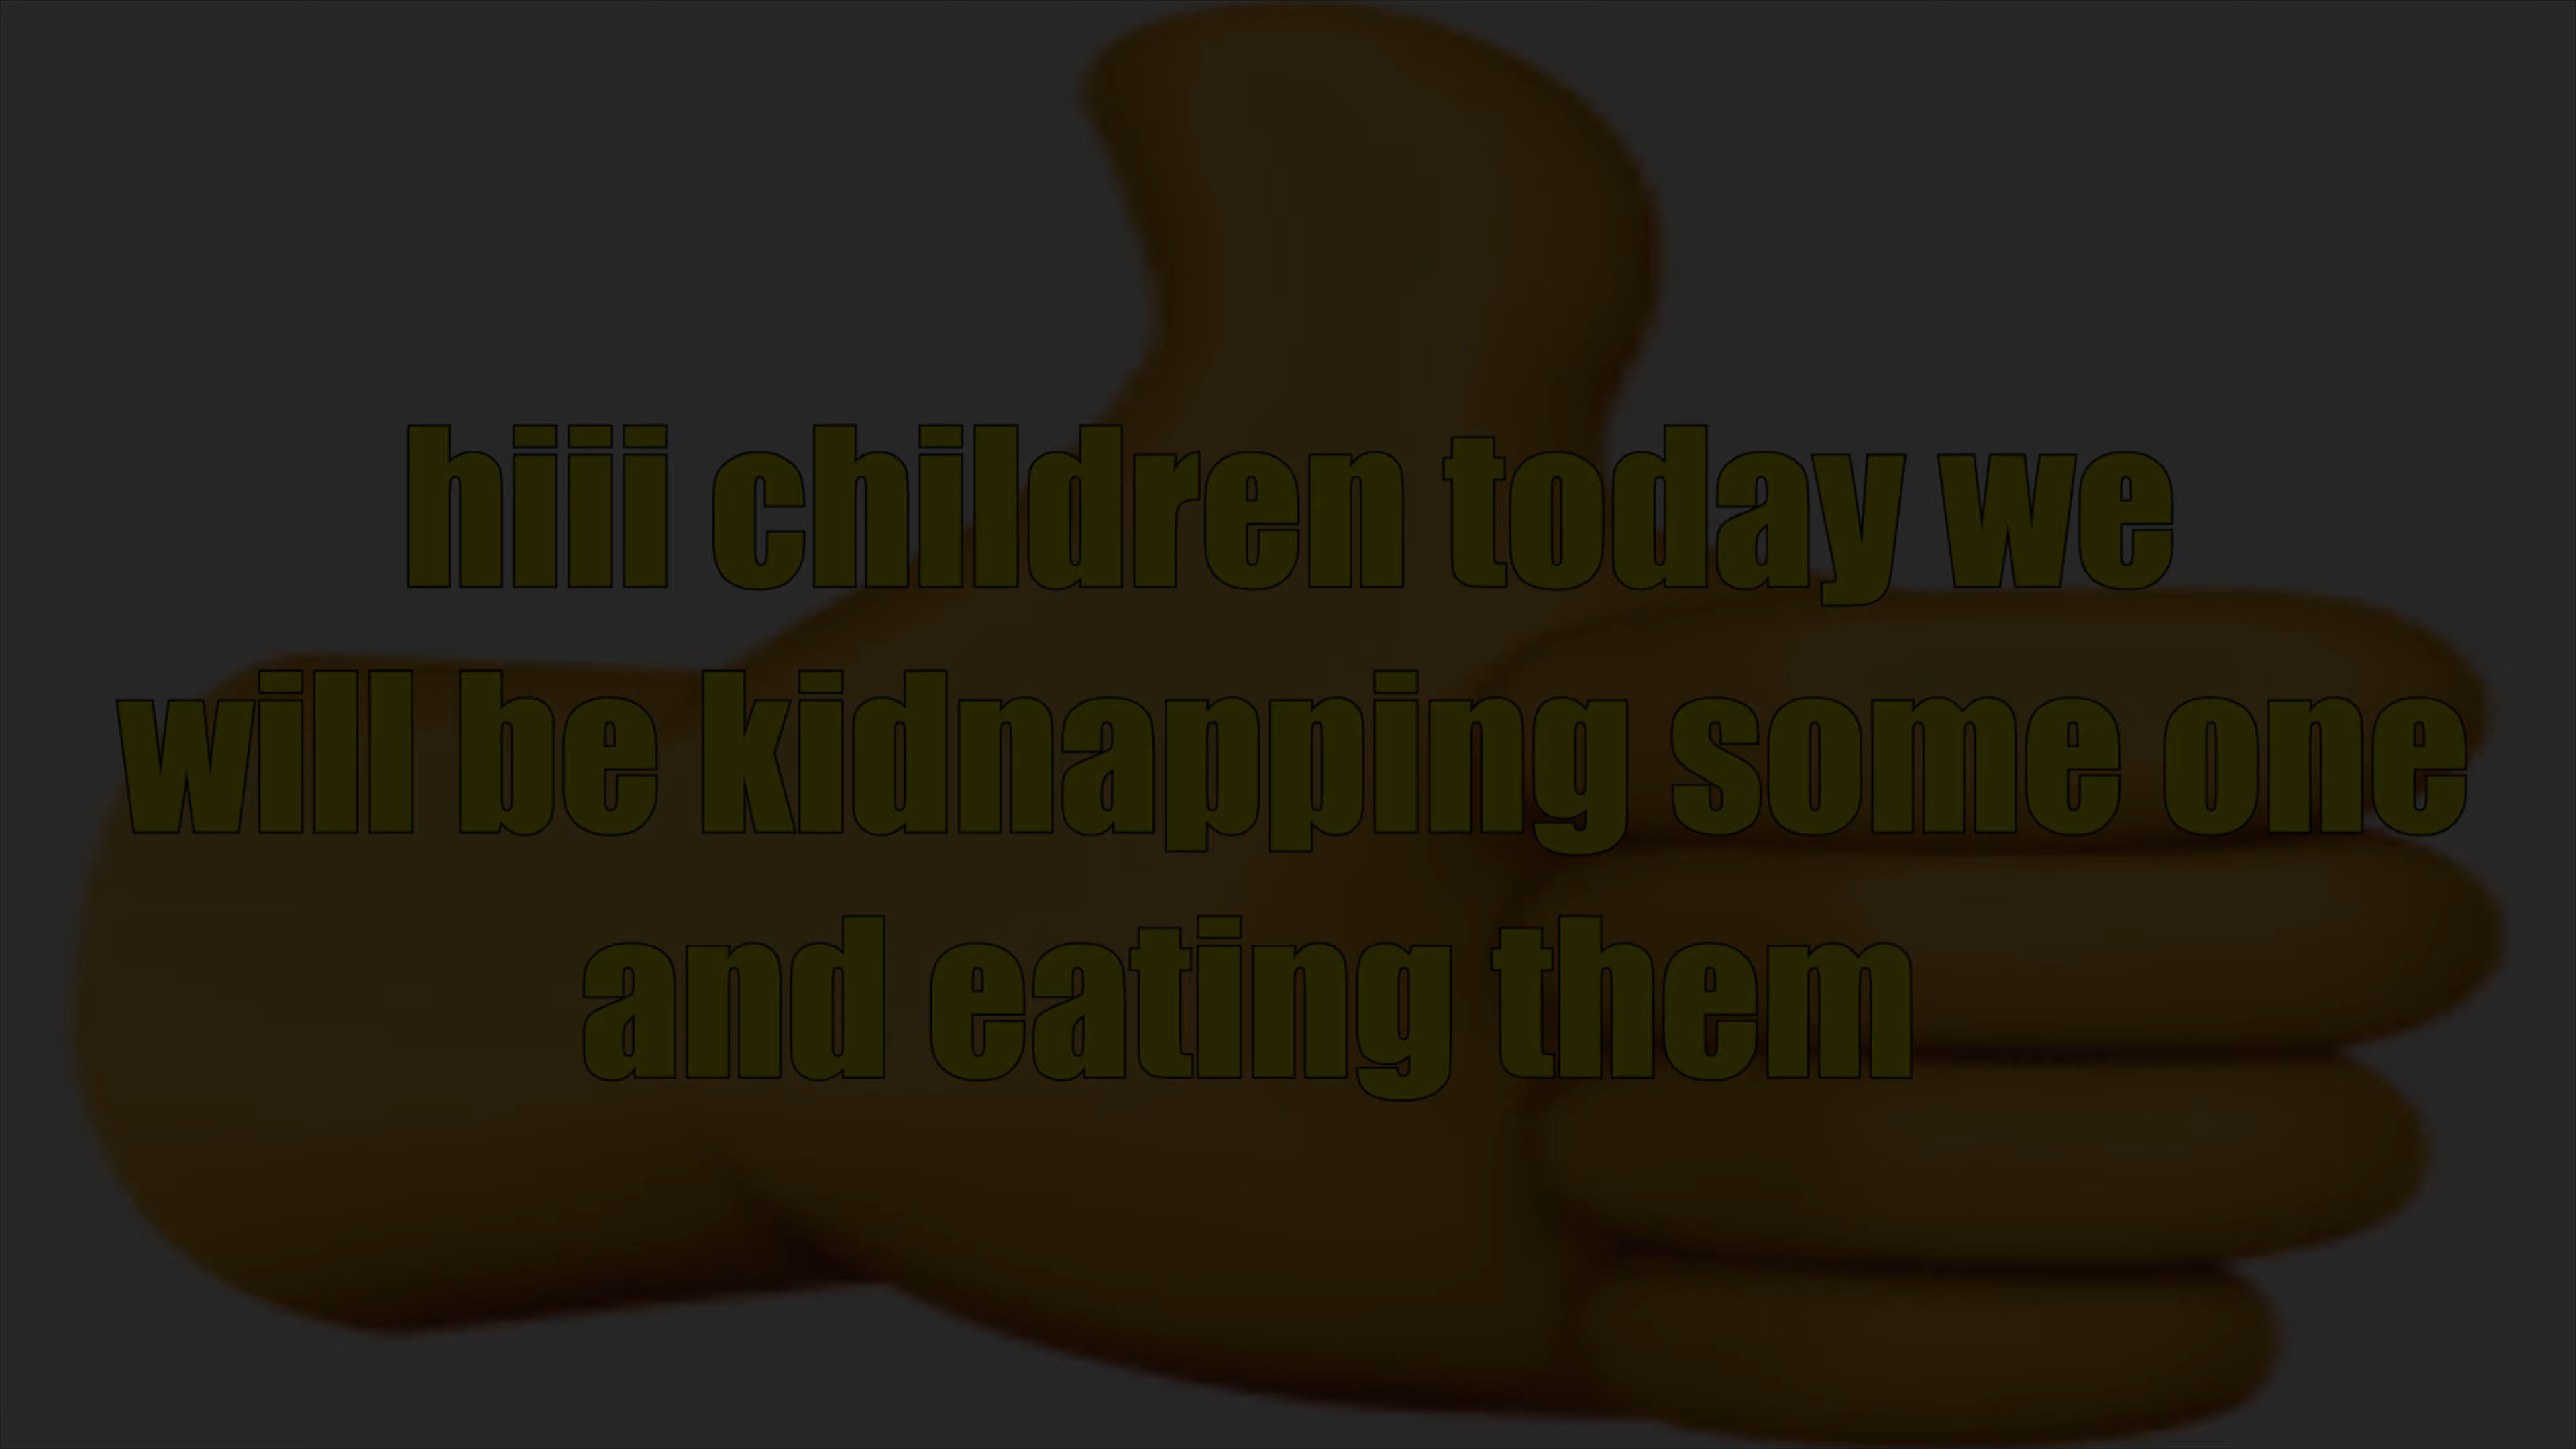 hiii children today we
will be kidnapping some one
and eating them